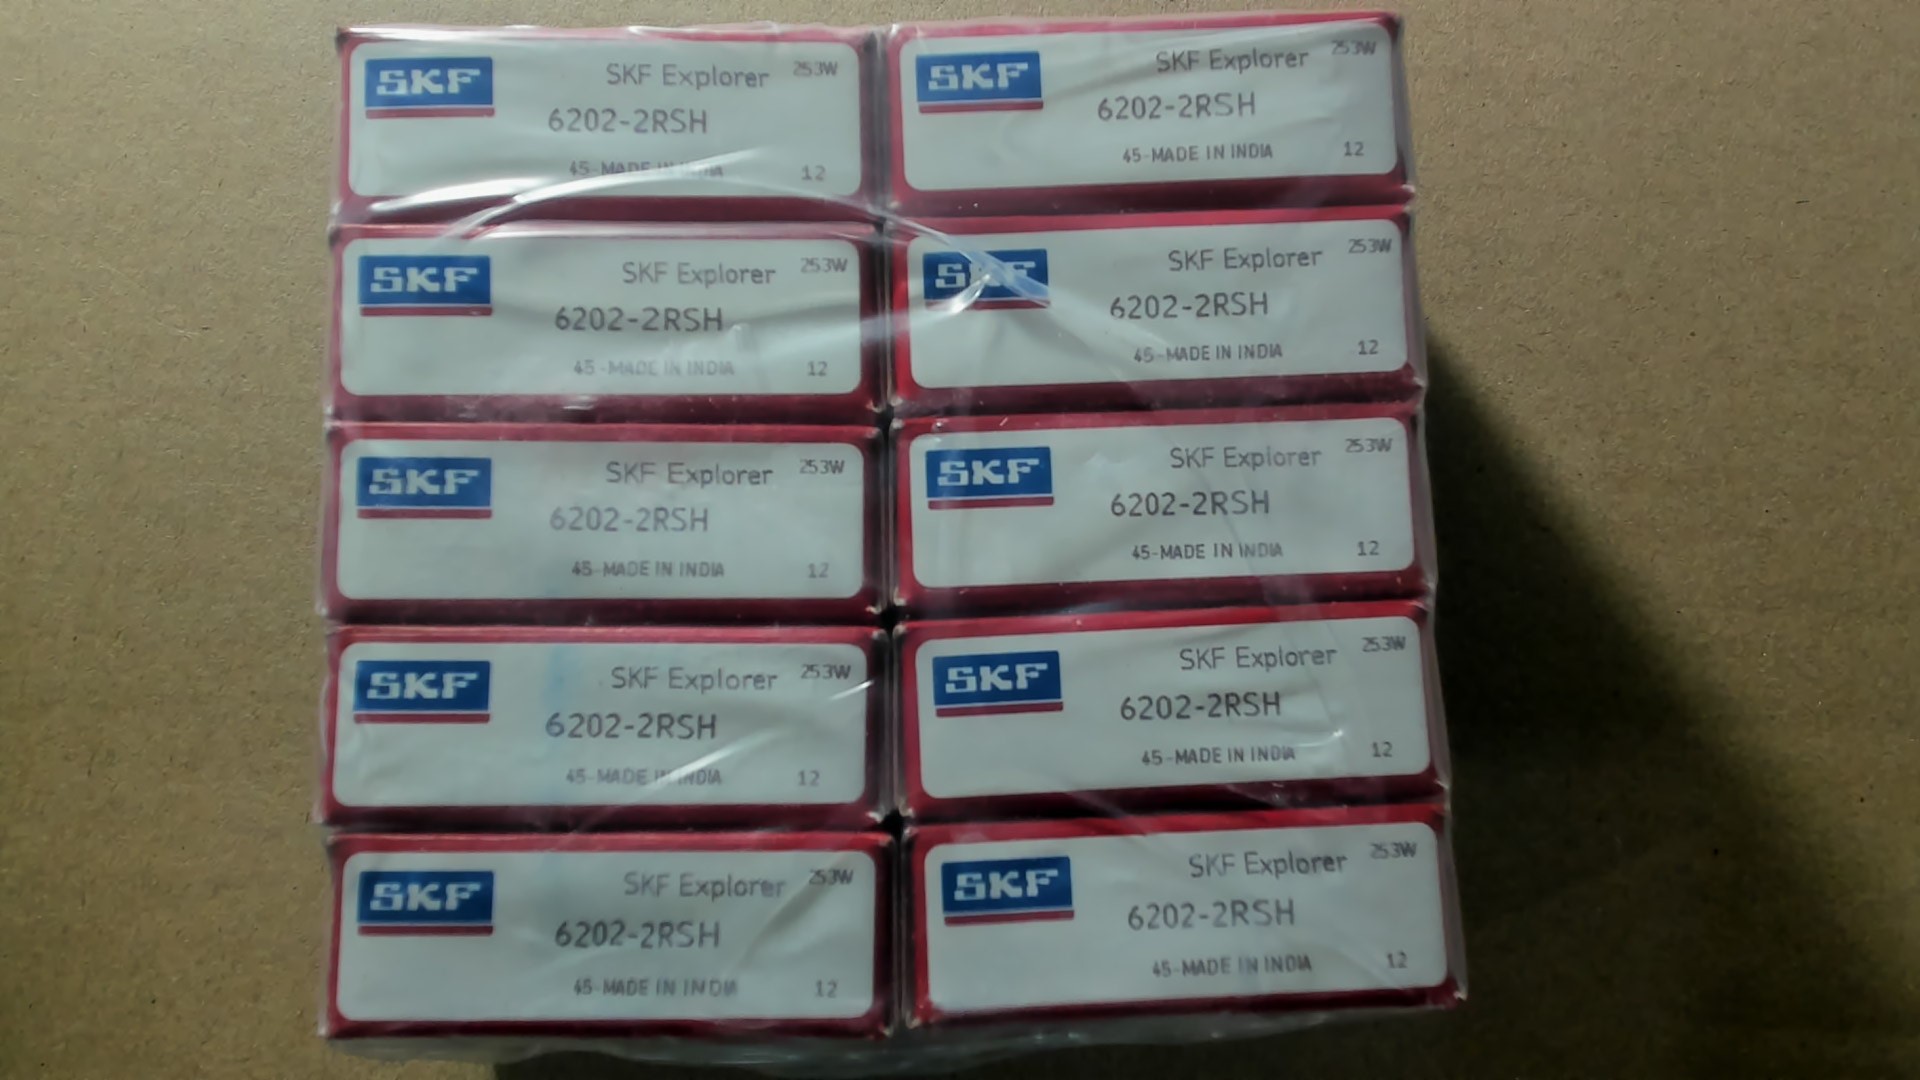 SKF SKF Explorer 253W
6202-2RSH
45-MADE IN INDIA 12
SKF SKF Explorer 253W
6202-2RSH
45-MADE IN INDIA 12
SKF SKF Explorer 253W
6202-2RSH
45-MADE IN INDIA 12
SKF SKF Explorer 253W
6202-2RSH
45-MADE IN INDIA 12
SKF SKF Explorer 253W
6202-2RSH
45-MADE IN INDIA 12
SKF SKF Explorer 253W
6202-2RSH
45-MADE IN INDIA 12
SKF SKF Explorer 253W
6202-2RSH
45-MADE IN INDIA 12
SKF SKF Explorer 253W
6202-2RSH
45-MADE IN INDIA 12
SKF SKF Explorer 253W
6202-2RSH
45-MADE IN INDIA 12
SKF SKF Explorer 253W
6202-2RSH
45-MADE IN INDIA 12